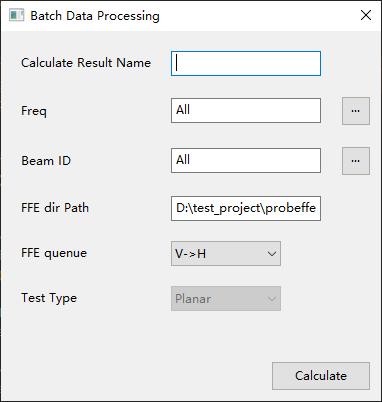 Batch Data Processing
Calculate Result Name
Freq All ...
Beam ID All ...
FFE dir Path D:\test_project\probeffe
FFE quenue V->H
Test Type Planar
Calculate